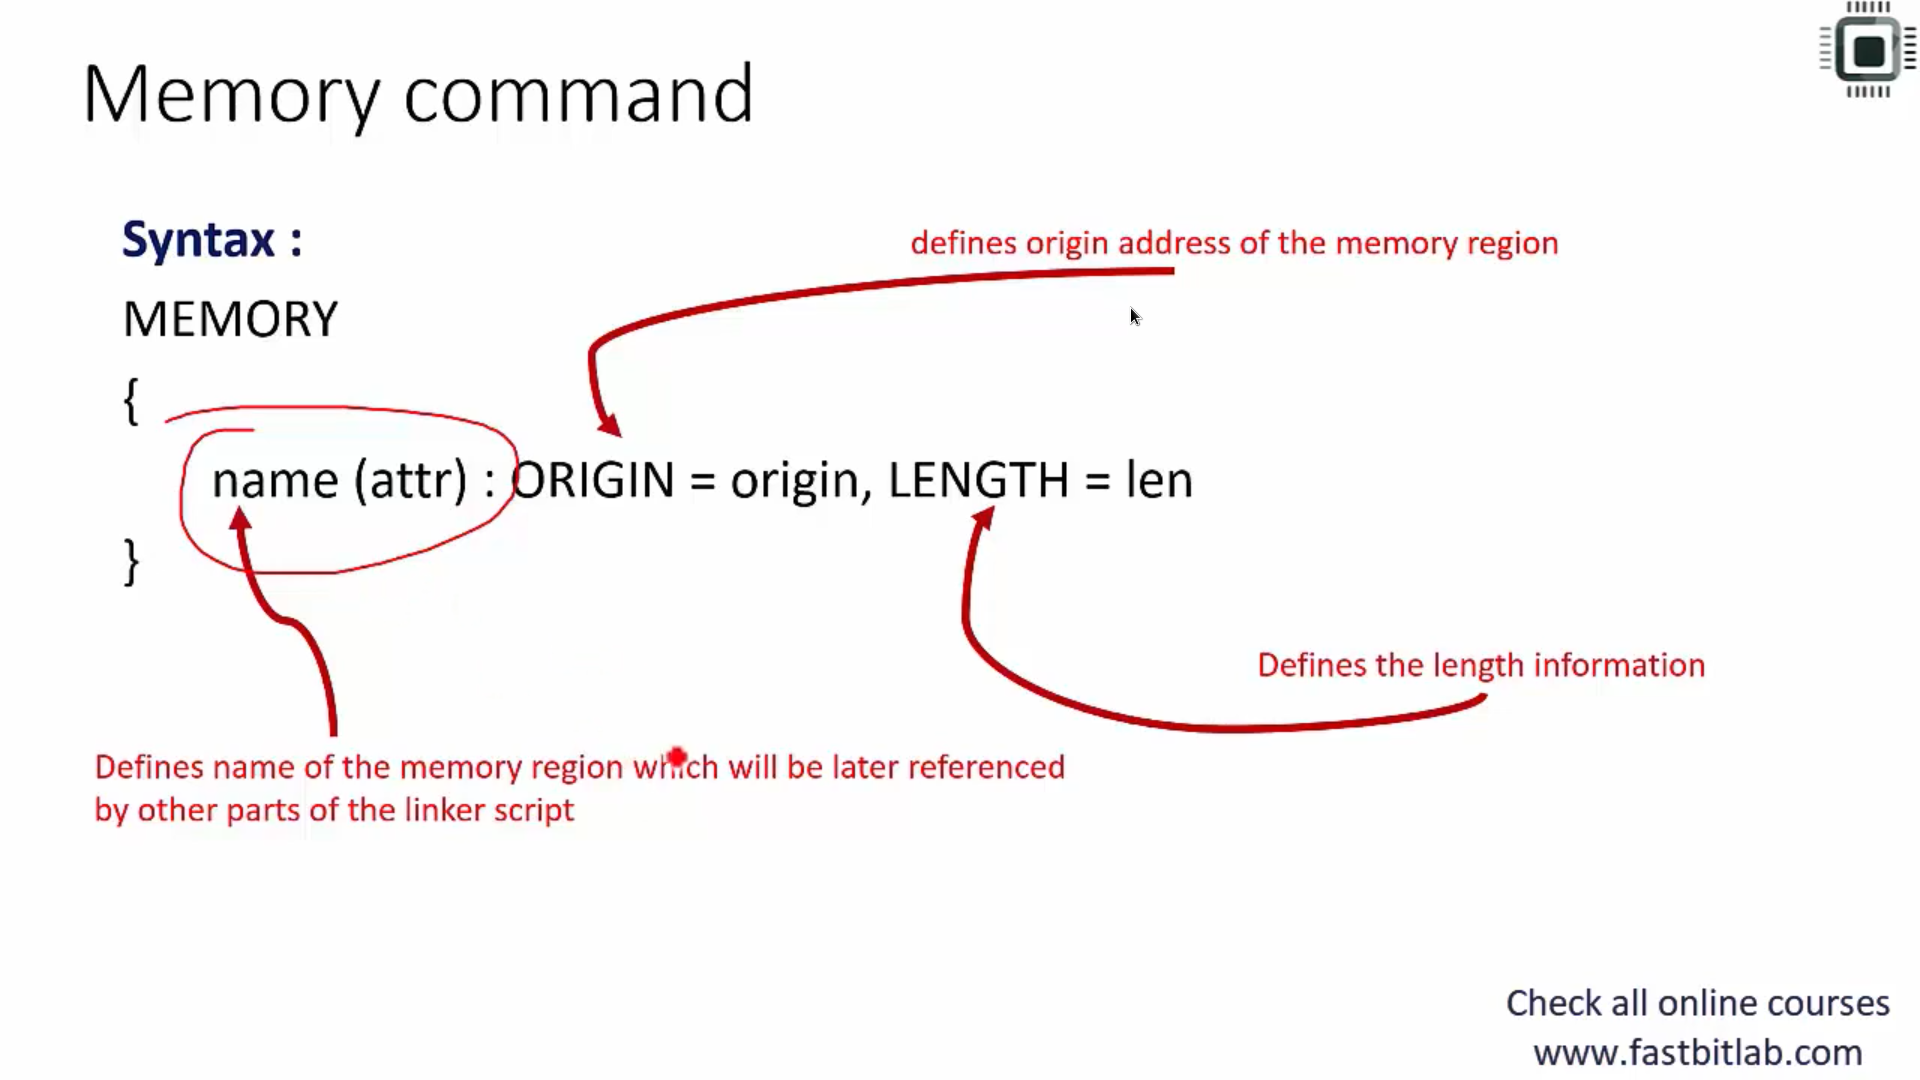 Memory command
Syntax :
defines origin address of the memory region
MEMORY
{
name (attr) : ORIGIN = origin, LENGTH = len
}
Defines the length information
Defines name of the memory region which will be later referenced
by other parts of the linker script
Check all online courses
www.fastbitlab.com